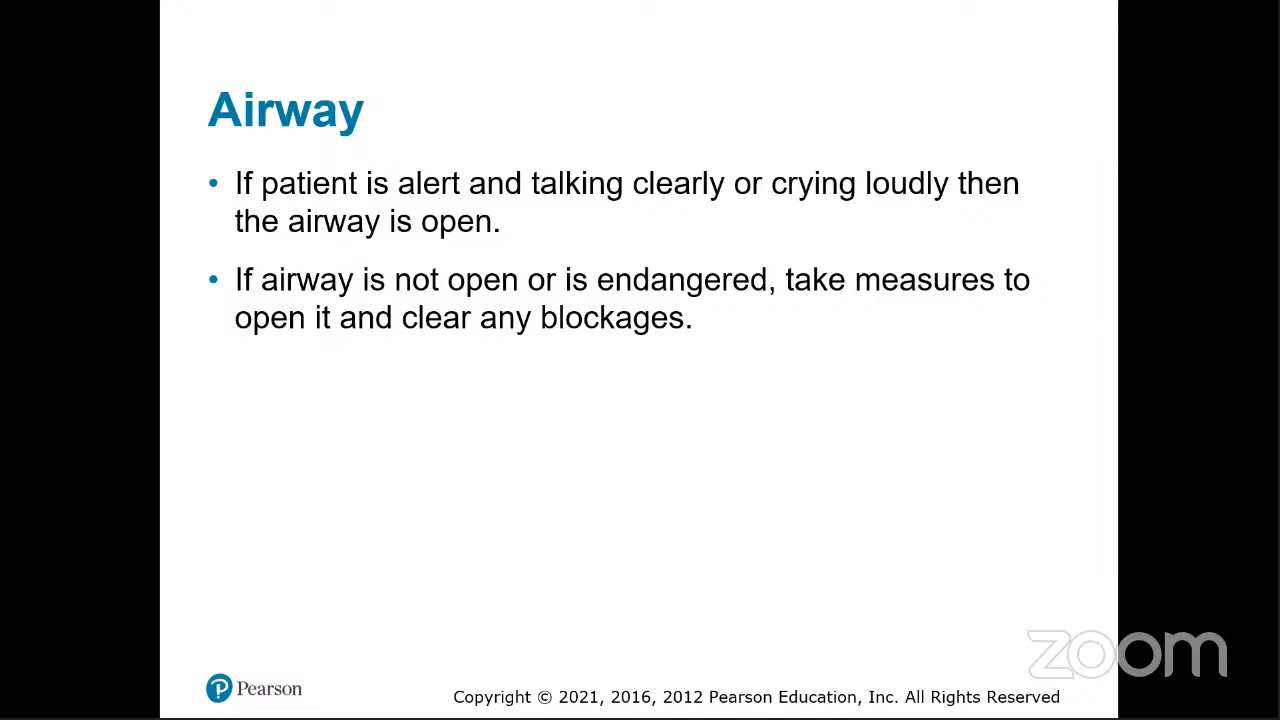 Airway
• If patient is alert and talking clearly or crying loudly then
the airway is open.
• If airway is not open or is endangered, take measures to
open it and clear any blockages.
zoom
Pearson
Copyright © 2021, 2016, 2012 Pearson Education, Inc. All Rights Reserved